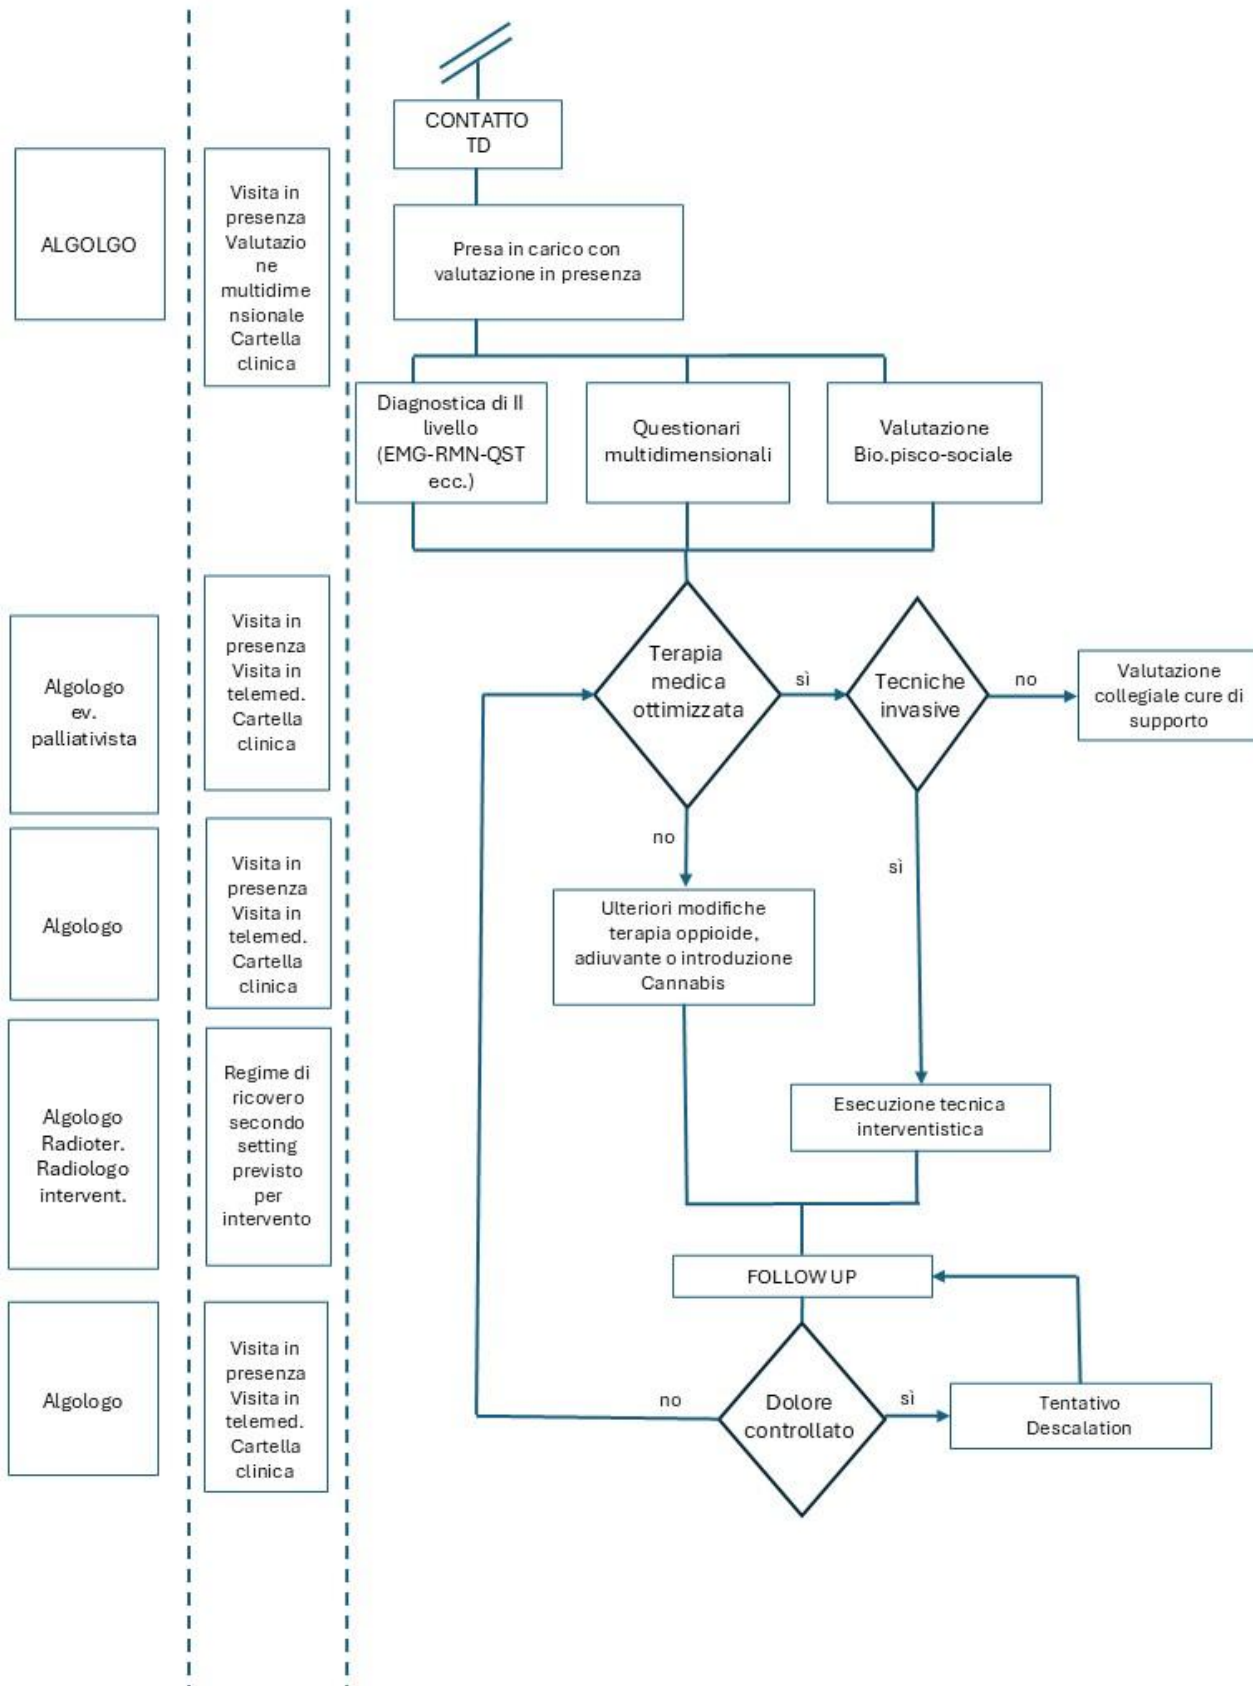 CONTATTO
TD
ALGOLGO
Visita in
presenza
Valutazio
ne
multidime
nsionale
Cartella
clinica
Presa in carico con
valutazione in presenza
Diagnostica di II
livello
(EMG-RMN-QST
ecc.)
Questionari
multidimensionali
Valutazione
Bio.pisco-sociale
Algologo
ev.
palliativista
Visita in
presenza
Visita in
telemed.
Cartella
clinica
Terapia
medica
ottimizzata
sì
Tecniche
invasive
no
Valutazione
collegiale cure di
supporto
no
sì
Algologo
Visita in
presenza
Visita in
telemed.
Cartella
clinica
Ulteriori modifiche
terapia oppioide,
adiuvante o introduzione
Cannabis
Algologo
Radioter.
Radiologo
intervent.
Regime di
ricovero
secondo
setting
previsto
per
intervento
Esecuzione tecnica
interventistica
FOLLOW UP
Algologo
Visita in
presenza
Visita in
telemed.
Cartella
clinica
no
Dolore
controllato
sì
Tentativo
Descalation